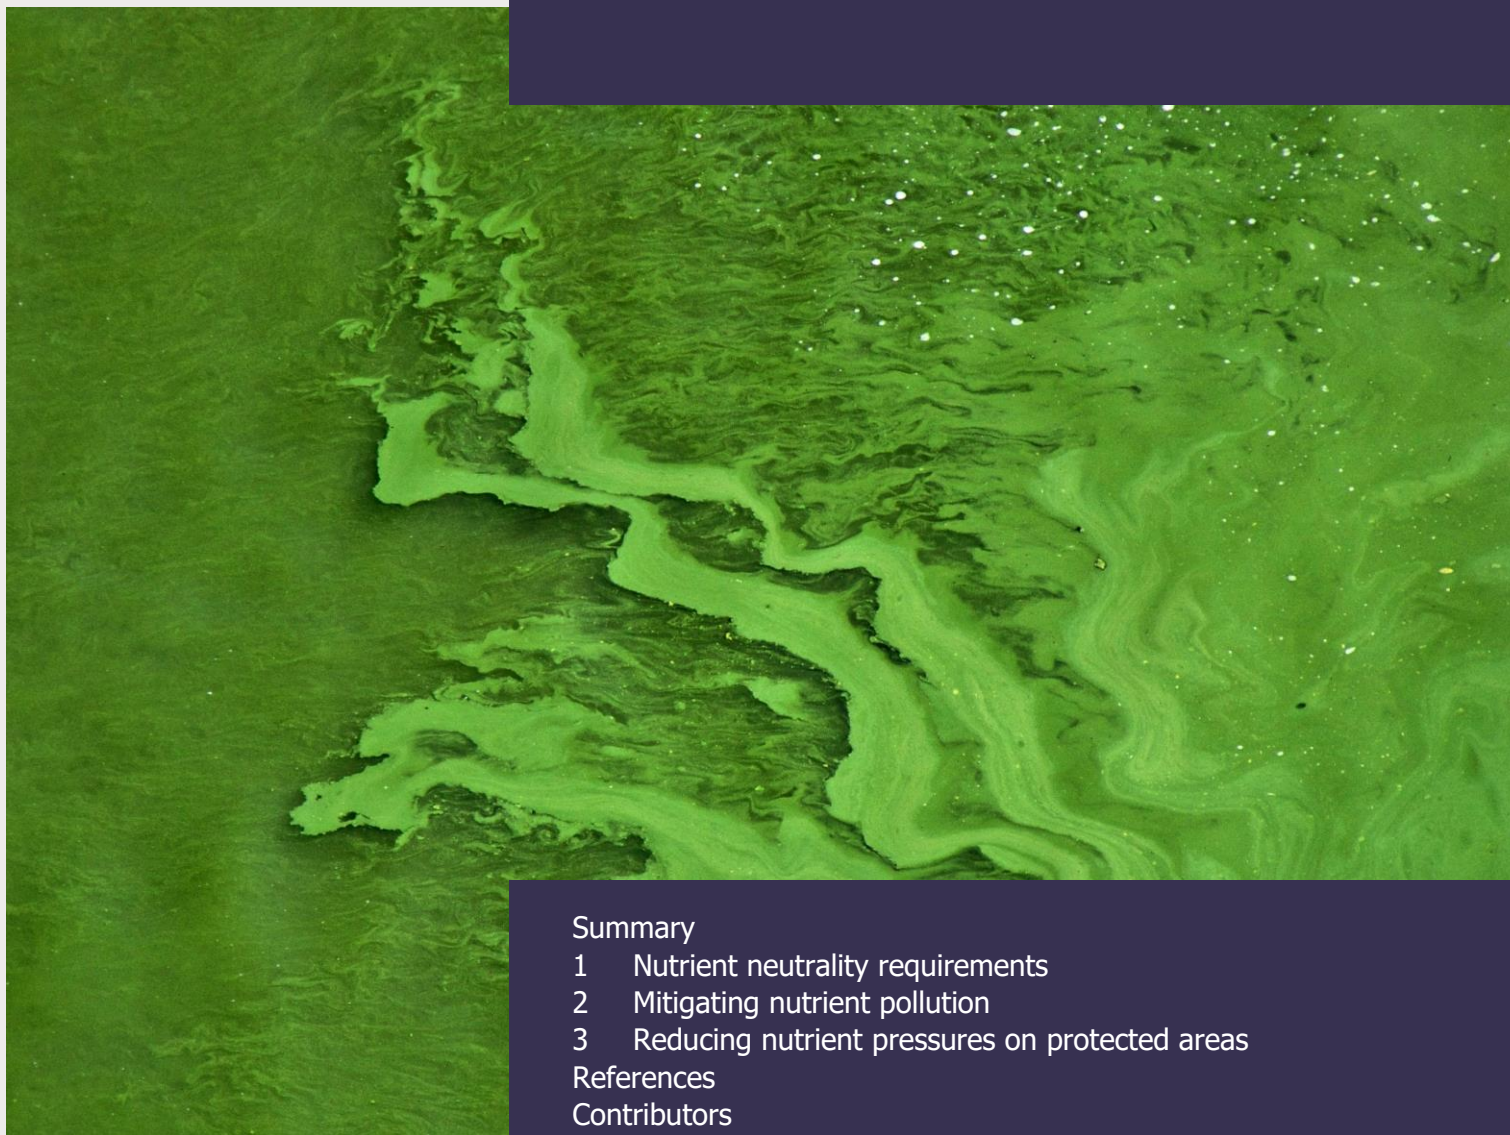 Summary
1 Nutrient neutrality requirements
2 Mitigating nutrient pollution
3 Reducing nutrient pressures on protected areas
References
Contributors